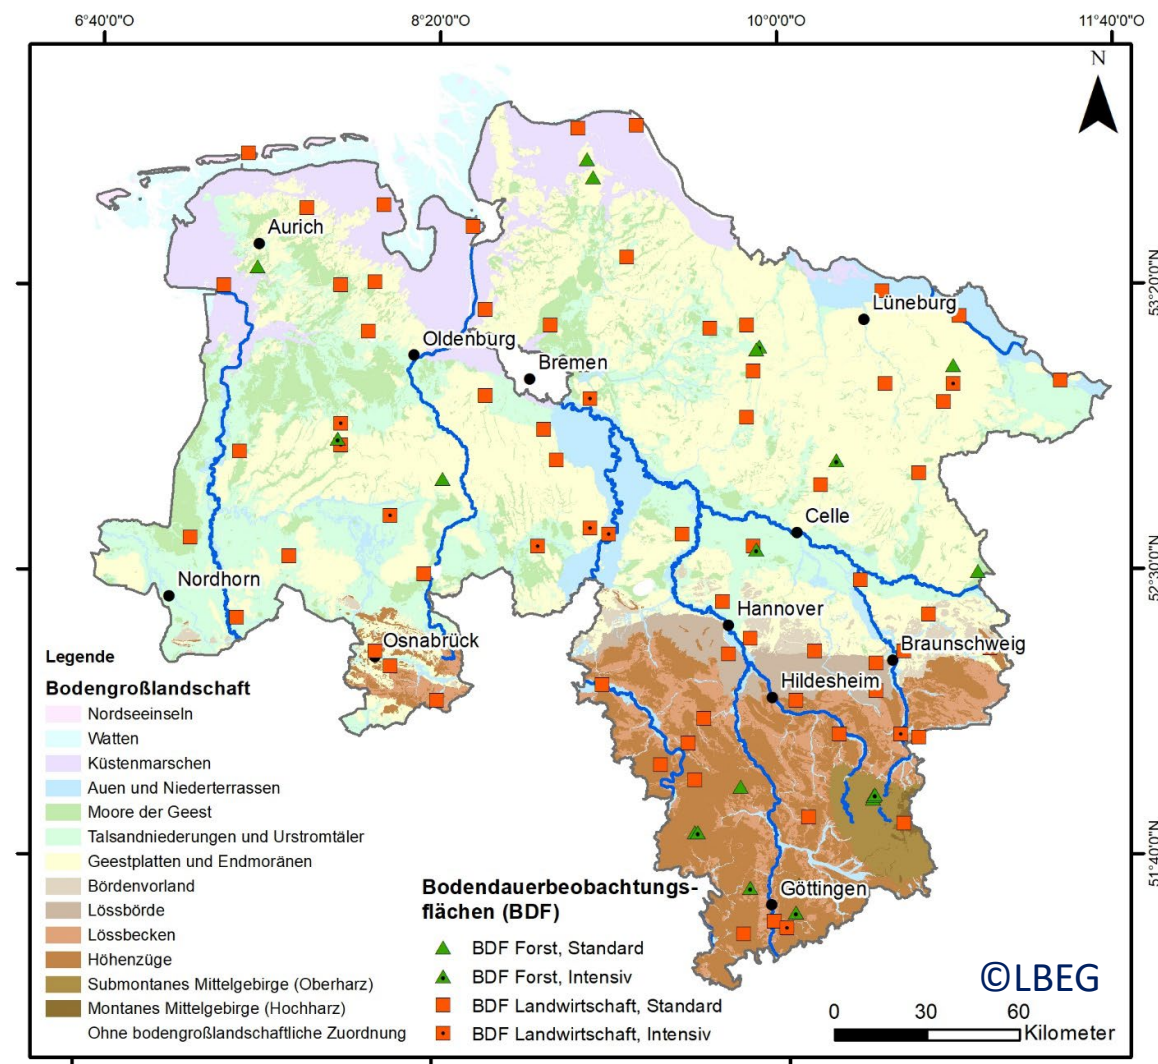 6°40'0"O
8°20'0"O
10°0'0"O
11°40'0"O
N
53°20'0"N
52°30'0"N
51°40'0"N
Aurich
Oldenburg
Bremen
Lüneburg
Celle
Nordhorn
Osnabrück
Hannover
Braunschweig
Hildesheim
Göttingen
Legende
Bodengroßlandschaft
Nordseeinseln
Watten
Küstenmarschen
Auen und Niederterrassen
Moore der Geest
Talsandniederungen und Urstromtäler
Geestplatten und Endmoränen
Bördenvorland
Lössbörde
Lössbecken
Höhenzüge
Submontanes Mittelgebirge (Oberharz)
Montanes Mittelgebirge (Hochharz)
Ohne bodengroßlandschaftliche Zuordnung
Bodendauerbeobachtungs-
flächen (BDF)
BDF Forst, Standard
BDF Forst, Intensiv
BDF Landwirtschaft, Standard
BDF Landwirtschaft, Intensiv
©LBEG
0 30 60
Kilometer